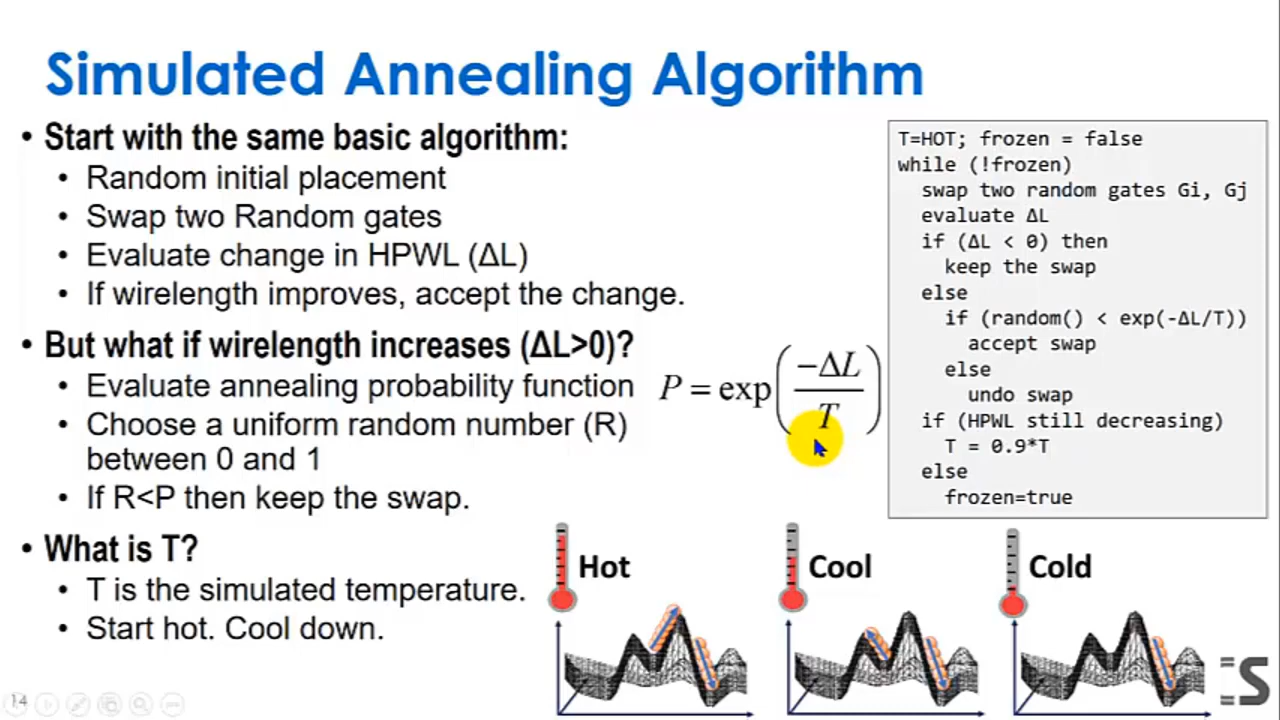 Simulated Annealing Algorithm
• Start with the same basic algorithm:
• Random initial placement
• Swap two Random gates
• Evaluate change in HPWL (ΔL)
• If wirelength improves, accept the change.
• But what if wirelength increases (ΔL>0)?
• Evaluate annealing probability function
• Choose a uniform random number (R)
between 0 and 1
• If R<P then keep the swap.
P = exp(−ΔL/T)
• What is T?
• T is the simulated temperature.
• Start hot. Cool down.
T=HOT; frozen = false
while (!frozen)
swap two random gates Gi, Gj
evaluate ΔL
if (ΔL < 0) then
keep the swap
else
if (random() < exp(-ΔL/T))
accept swap
else
undo swap
if (HPWL still decreasing)
T = 0.9*T
else
frozen=true
Hot
Cool
Cold
14